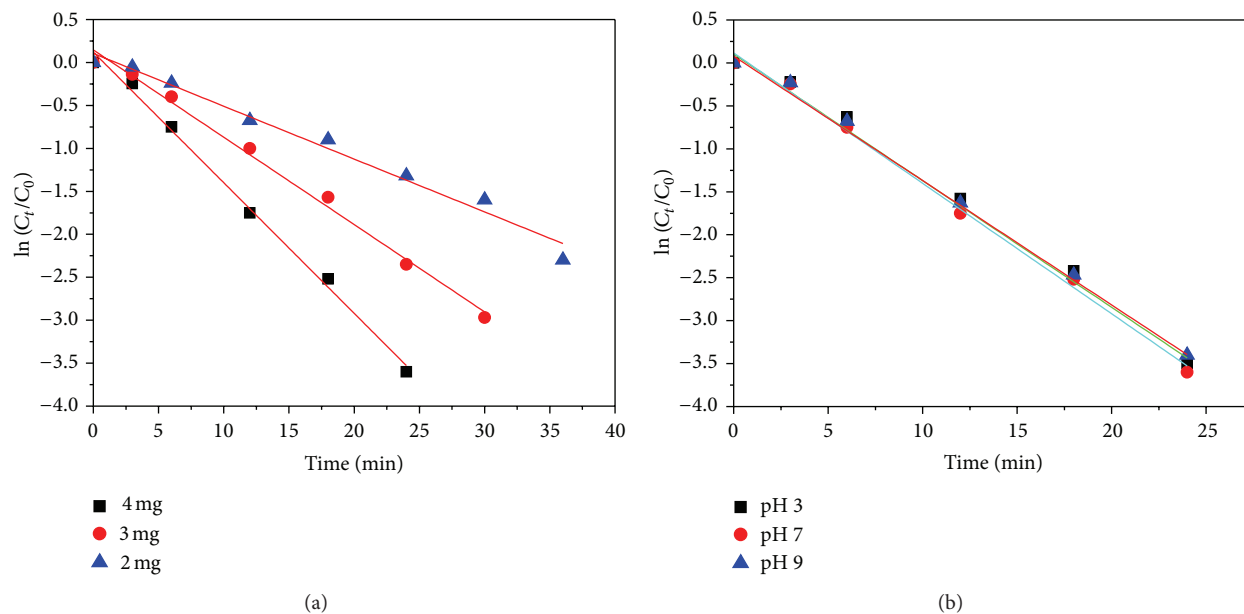 0.5
0.0
−0.5
−1.0
−1.5
−2.0
−2.5
−3.0
−3.5
−4.0
ln (Ct/C0)
0 5 10 15 20 25 30 35 40
Time (min)
4 mg
3 mg
2 mg
(a)
0.5
0.0
−0.5
−1.0
−1.5
−2.0
−2.5
−3.0
−3.5
−4.0
ln (Ct/C0)
0 5 10 15 20 25
Time (min)
pH 3
pH 7
pH 9
(b)